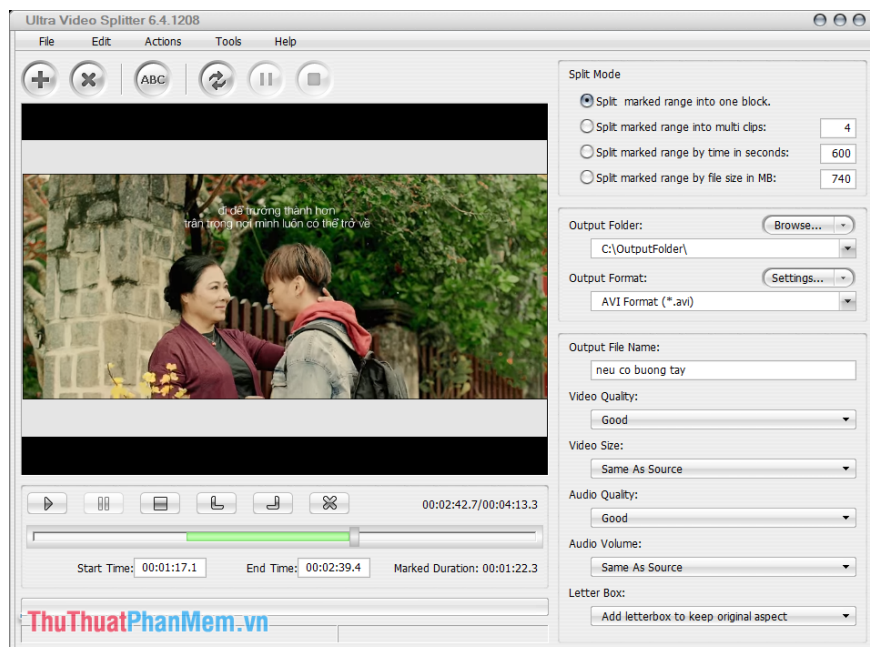 Ultra Video Splitter 6.4.1208
File Edit Actions Tools Help
ABC
đi để trưởng thành hơn
trân trọng nơi mình luôn có thể trở về
00:02:42.7/00:04:13.3
Start Time: 00:01:17.1 End Time: 00:02:39.4 Marked Duration: 00:01:22.3
ThuThuatPhanMem.vn
Split Mode
Split marked range into one block.
Split marked range into multi clips: 4
Split marked range by time in seconds: 600
Split marked range by file size in MB: 740
Output Folder: Browse...
C:\OutputFolder\
Output Format: Settings...
AVI Format (*.avi)
Output File Name:
neu co buong tay
Video Quality:
Good
Video Size:
Same As Source
Audio Quality:
Good
Audio Volume:
Same As Source
Letter Box:
Add letterbox to keep original aspect